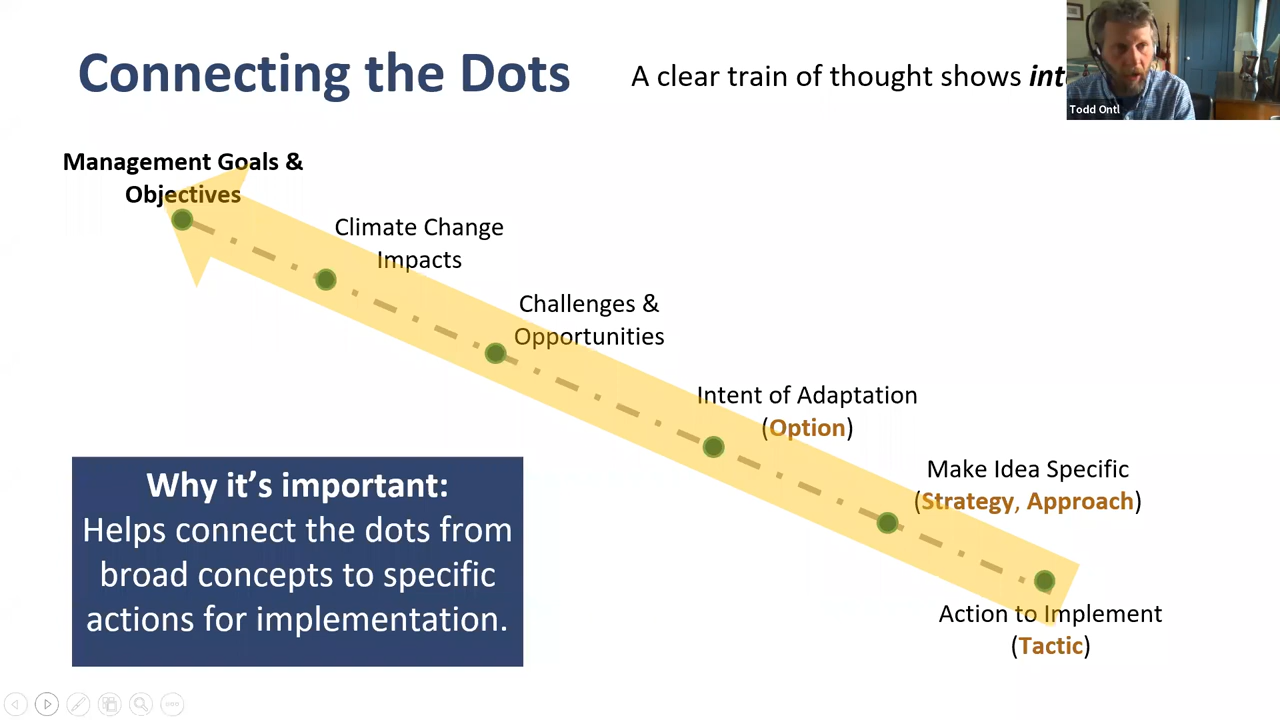 Connecting the Dots
A clear train of thought shows
Todd Ontl
Management Goals &
Objectives
Climate Change
Impacts
Challenges &
Opportunities
Intent of Adaptation
(Option)
Make Idea Specific
(Strategy, Approach)
Action to Implement
(Tactic)
Why it's important:
Helps connect the dots from
broad concepts to specific
actions for implementation.